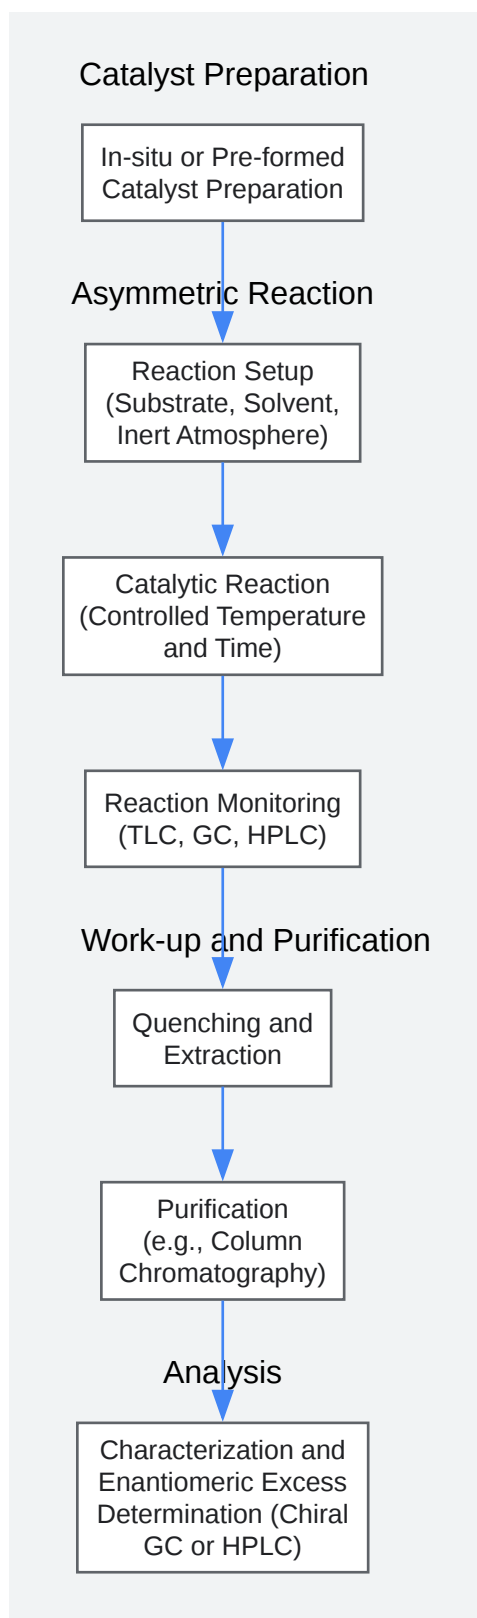 Catalyst Preparation
In-situ or Pre-formed
Catalyst Preparation
Asymmetric Reaction
Reaction Setup
(Substrate, Solvent,
Inert Atmosphere)
Catalytic Reaction
(Controlled Temperature
and Time)
Reaction Monitoring
(TLC, GC, HPLC)
Work-up and Purification
Quenching and
Extraction
Purification
(e.g., Column
Chromatography)
Analysis
Characterization and
Enantiomeric Excess
Determination (Chiral
GC or HPLC)